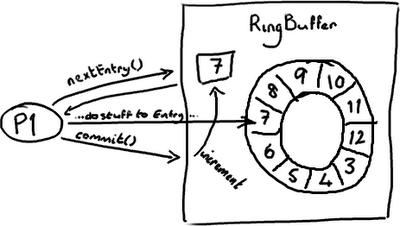 RingBuffer
nextEntry()
7
P1
...do stuff to Entry...
commit()
increment
9
10
8
11
7
12
6
3
5
4